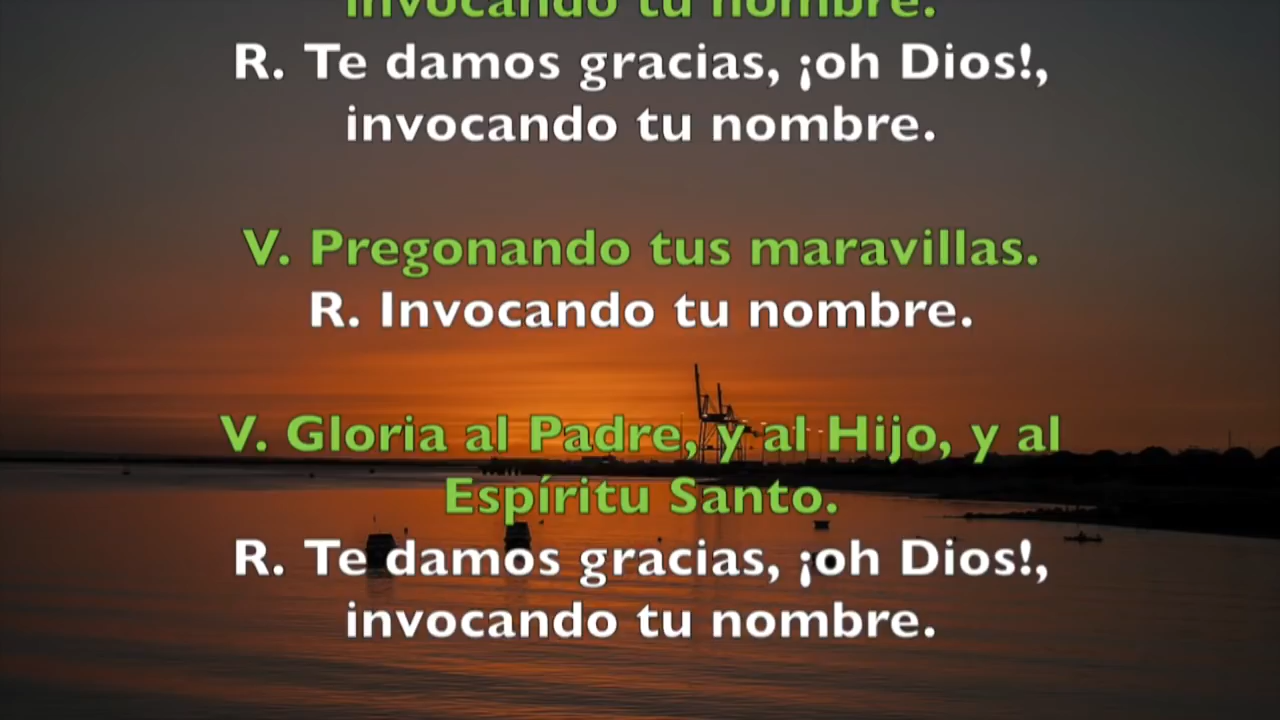 invocando tu nombre.
R. Te damos gracias, ¡oh Dios!,
invocando tu nombre.
V. Pregonando tus maravillas.
R. Invocando tu nombre.
V. Gloria al Padre, y al Hijo, y al
Espíritu Santo.
R. Te damos gracias, ¡oh Dios!,
invocando tu nombre.